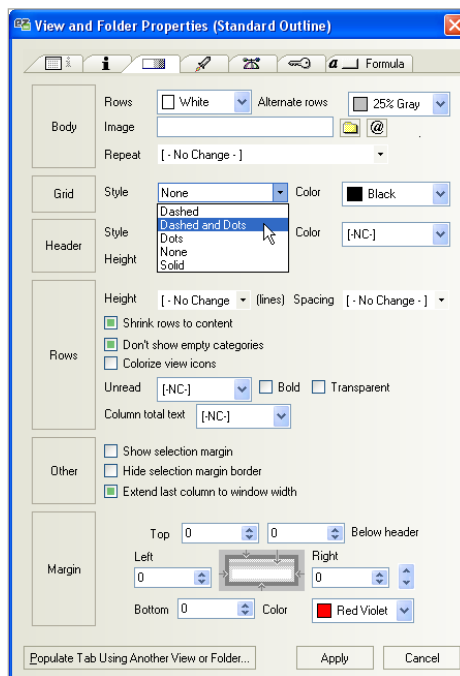 View and Folder Properties (Standard Outline)
Formula
Body
Rows White Alternate rows 25% Gray
Image @
Repeat [ - No Change - ]
Grid
Style None Color Black
Dashed
Dashed and Dots
Dots
None
Solid
Header
Style Color [-NC-]
Height
Rows
Height [ - No Change (lines) Spacing [ - No Change - ]
Shrink rows to content
Don't show empty categories
Colorize view icons
Unread [-NC-] Bold Transparent
Column total text [-NC-]
Other
Show selection margin
Hide selection margin border
Extend last column to window width
Margin
Top 0 0 Below header
Left Right
0 0
Bottom 0 Color Red Violet
Populate Tab Using Another View or Folder... Apply Cancel